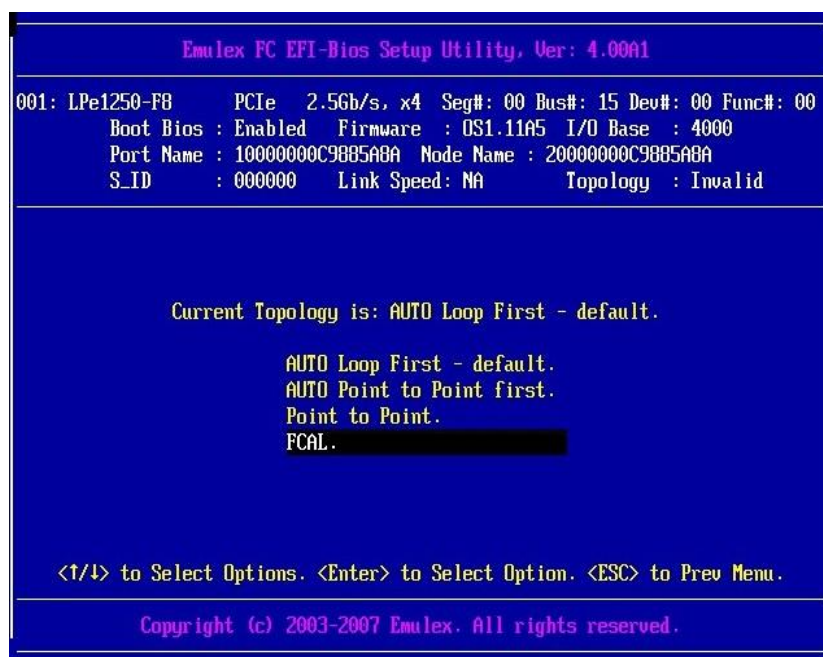 Emulex FC EFI-Bios Setup Utility, Ver: 4.00A1
001: LPe1250-F8 PCIe 2.5Gb/s, x4 Seg#: 00 Bus#: 15 Dev#: 00 Func#: 00
Boot Bios : Enabled Firmware : OS1.11A5 I/O Base : 4000
Port Name : 10000000C9885A8A Node Name : 20000000C9885A8A
S_ID : 000000 Link Speed: NA Topology : Invalid
Current Topology is: AUTO Loop First - default.
AUTO Loop First - default.
AUTO Point to Point first.
Point to Point.
FCAL.
<↑/↓> to Select Options. <Enter> to Select Option. <ESC> to Prev Menu.
Copyright (c) 2003-2007 Emulex. All rights reserved.